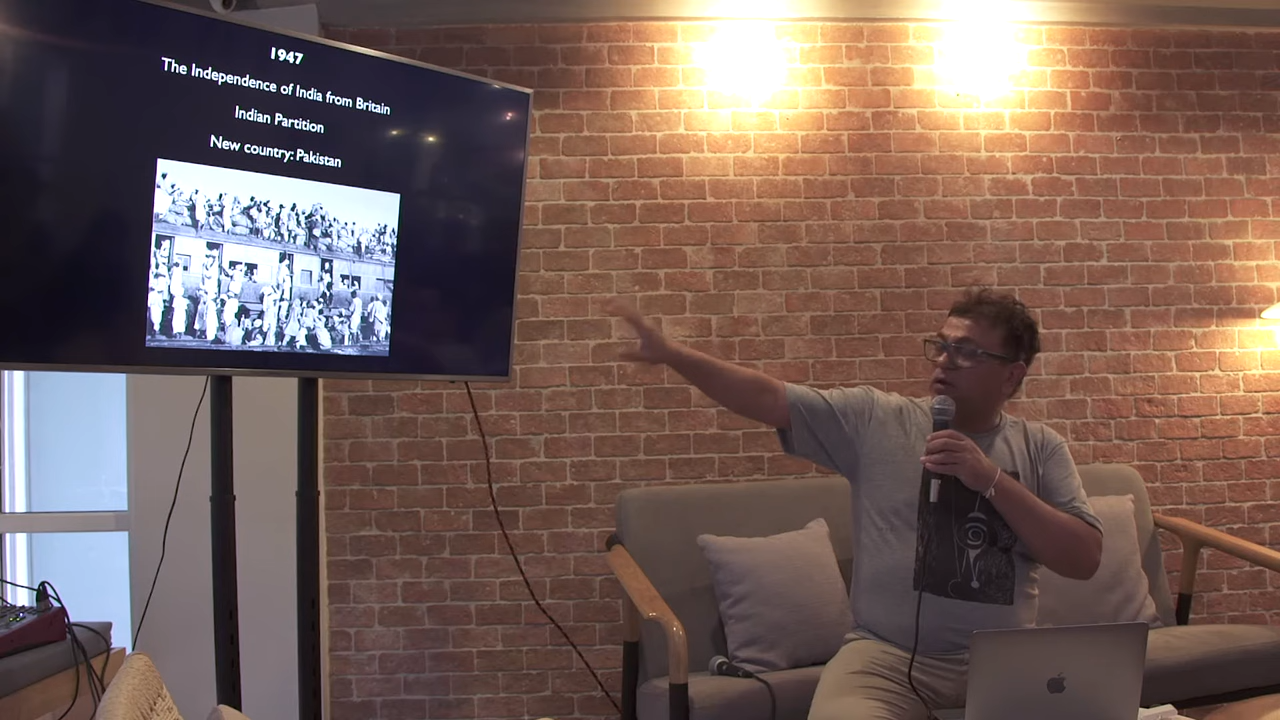 1947
The Independence of India from Britain
Indian Partition
New country: Pakistan